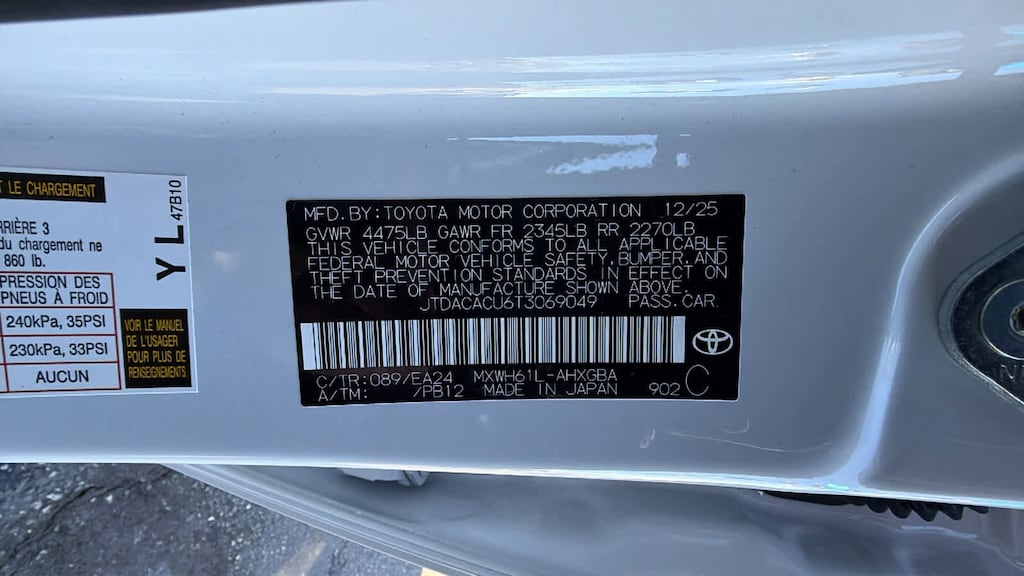 T LE CHARGEMENT
RRIÈRE 3
du chargement ne
860 lb.
PRESSION DES
PNEUS À FROID
240kPa, 35PSI
230kPa, 33PSI
AUCUN
Y L
47B10
VOIR LE MANUEL
DE L'USAGER
POUR PLUS DE
RENSEIGNEMENTS
MFD.BY:TOYOTA MOTOR CORPORATION 12/25
GVWR 4475LB GAWR FR 2345LB RR 2270LB
THIS VEHICLE CONFORMS TO ALL APPLICABLE
FEDERAL MOTOR VEHICLE SAFETY,BUMPER,AND
THEFT PREVENTION STANDARDS IN EFFECT ON
THE DATE OF MANUFACTURE SHOWN ABOVE.
JTDACACU6T3069049 PASS.CAR
C/TR:089/EA24 MXWH61L-AHXGBA
A/TM: /PB12 MADE IN JAPAN 902 C